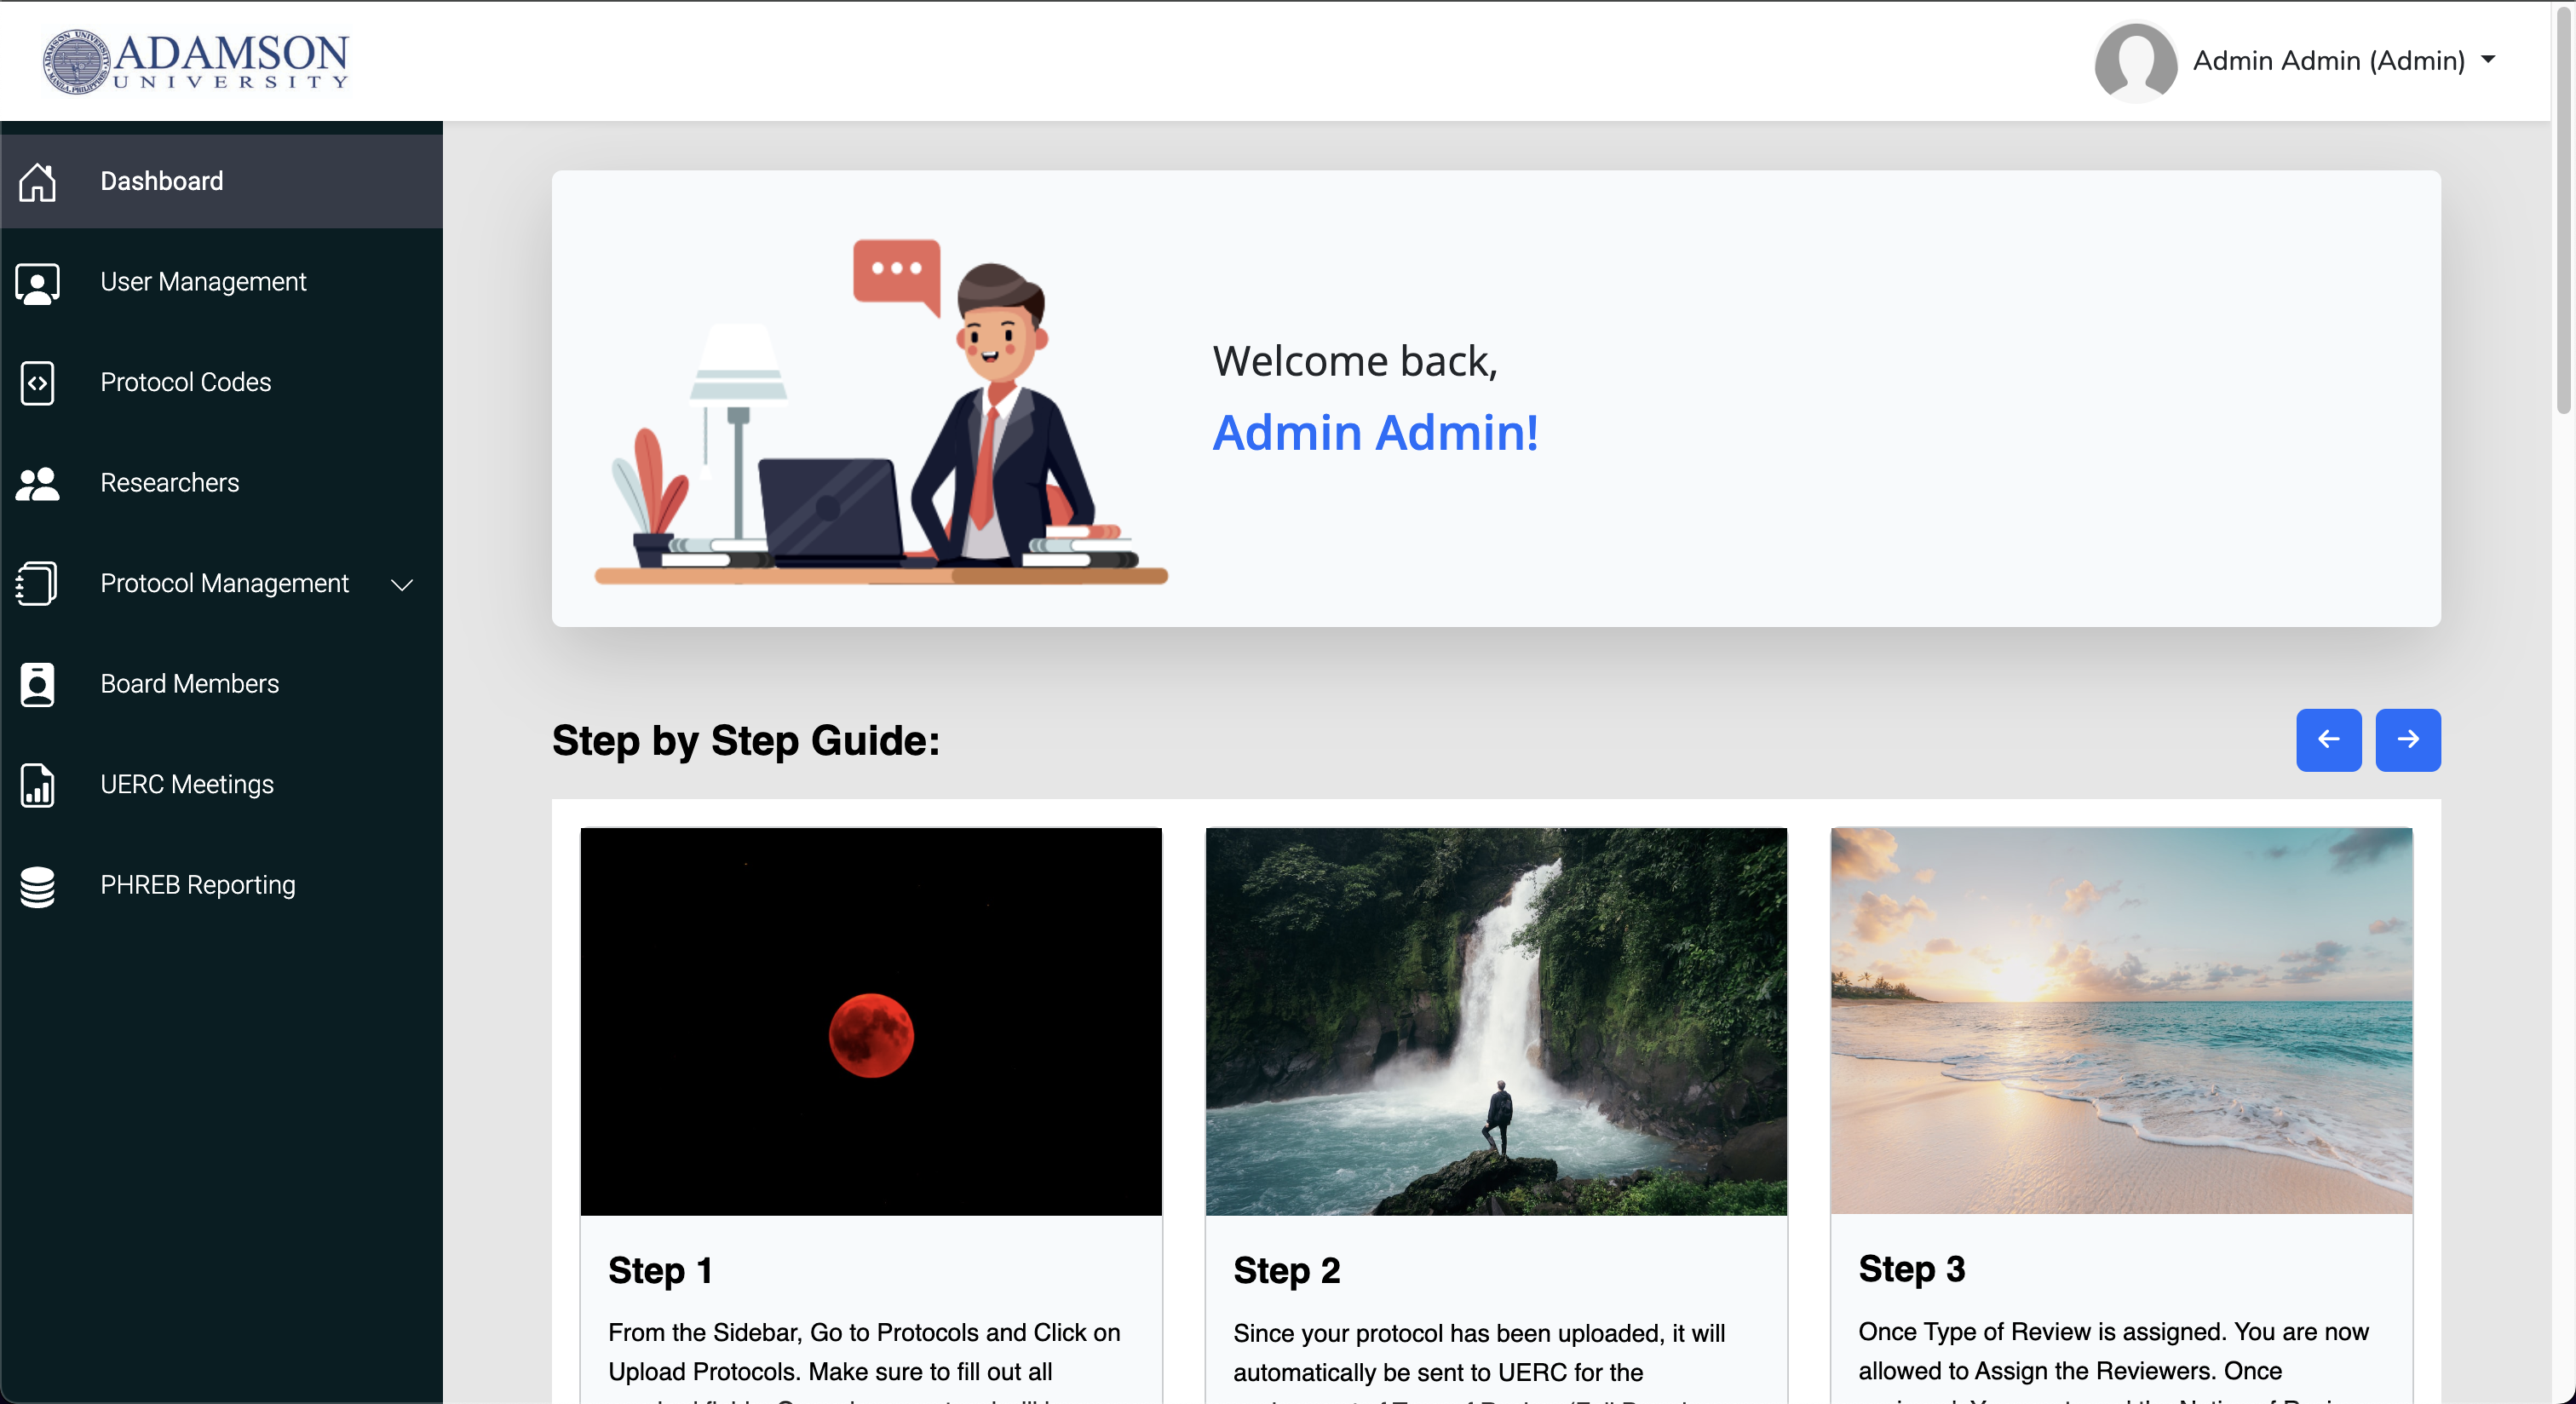 ADAMSON
UNIVERSITY
Admin Admin (Admin)
Dashboard
User Management
Protocol Codes
Researchers
Protocol Management
Board Members
UERC Meetings
PHREB Reporting
Welcome back,
Admin Admin!
Step by Step Guide:
Step 1
From the Sidebar, Go to Protocols and Click on
Upload Protocols. Make sure to fill out all
Step 2
Since your protocol has been uploaded, it will
automatically be sent to UERC for the
Step 3
Once Type of Review is assigned. You are now
allowed to Assign the Reviewers. Once